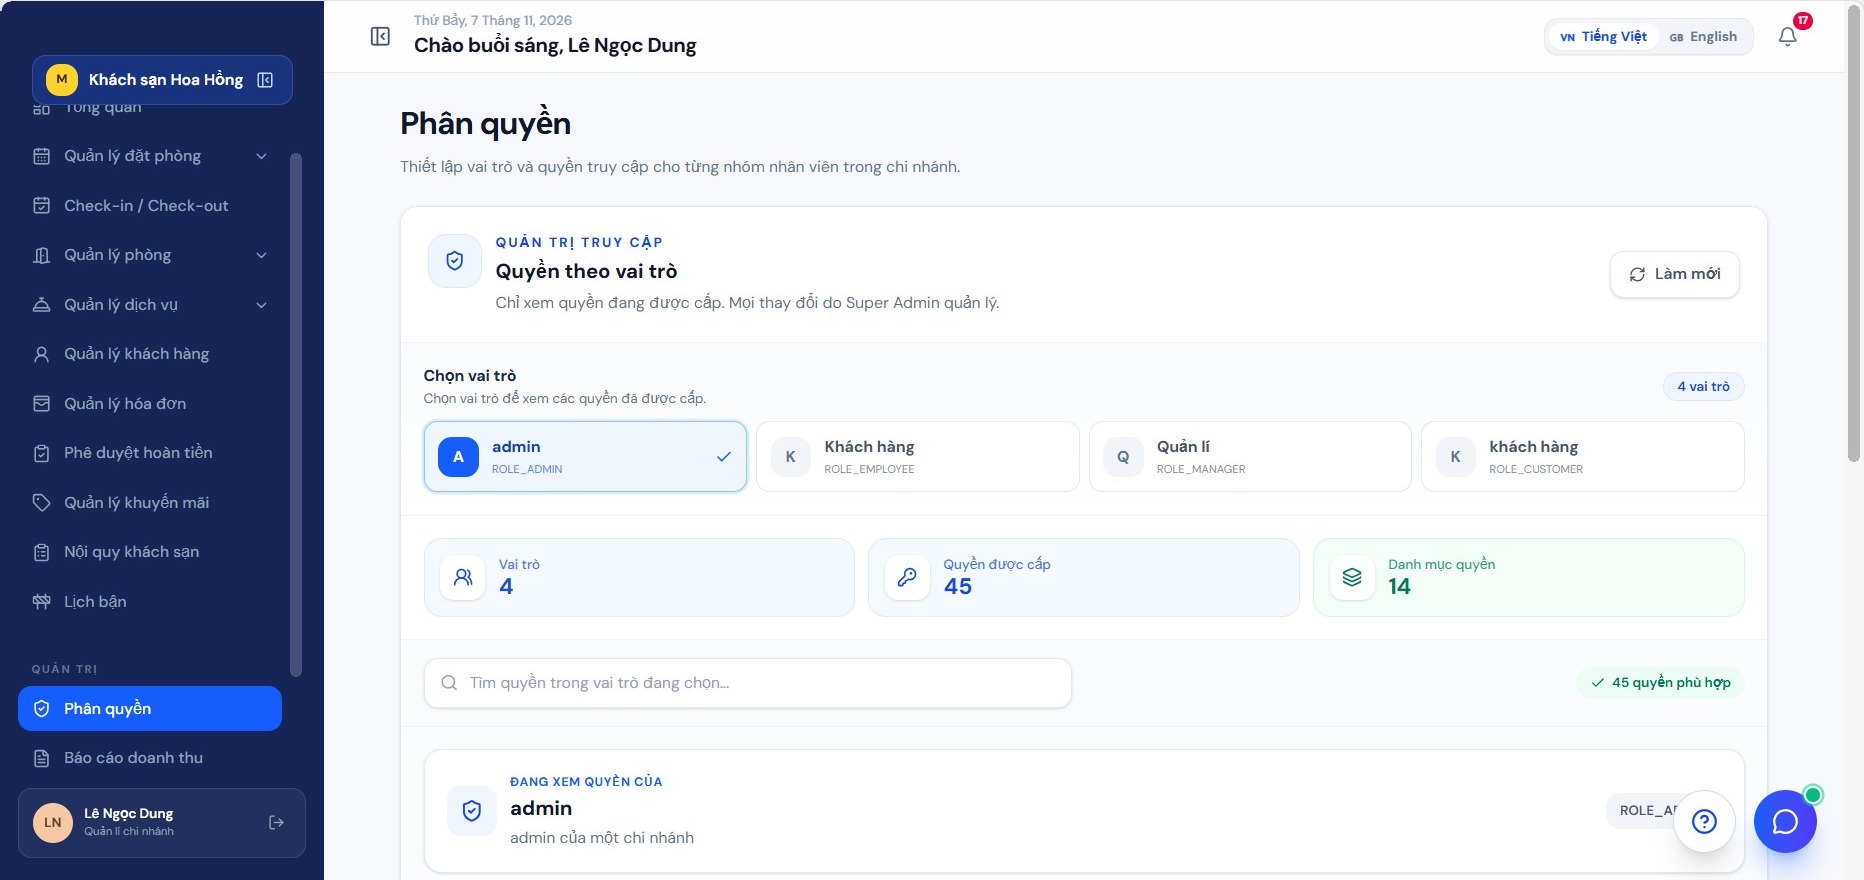 M
Khách sạn Hoa Hồng
Tổng quan
Quản lý đặt phòng
Check-in / Check-out
Quản lý phòng
Quản lý dịch vụ
Quản lý khách hàng
Quản lý hóa đơn
Phê duyệt hoàn tiền
Quản lý khuyến mãi
Nội quy khách sạn
Lịch bận
QUẢN TRỊ
Phân quyền
Báo cáo doanh thu
LN
Lê Ngọc Dung
Quản lí chi nhánh
Thứ Bảy, 7 Tháng 11, 2026
Chào buổi sáng, Lê Ngọc Dung
VN Tiếng Việt
GB English
17
Phân quyền
Thiết lập vai trò và quyền truy cập cho từng nhóm nhân viên trong chi nhánh.
QUẢN TRỊ TRUY CẬP
Quyền theo vai trò
Chỉ xem quyền đang được cấp. Mọi thay đổi do Super Admin quản lý.
Làm mới
Chọn vai trò
Chọn vai trò để xem các quyền đã được cấp.
4 vai trò
A
admin
ROLE_ADMIN
K
Khách hàng
ROLE_EMPLOYEE
Q
Quản lí
ROLE_MANAGER
K
khách hàng
ROLE_CUSTOMER
Vai trò
4
Quyền được cấp
45
Danh mục quyền
14
Tìm quyền trong vai trò đang chọn...
45 quyền phù hợp
ĐANG XEM QUYỀN CỦA
admin
admin của một chi nhánh